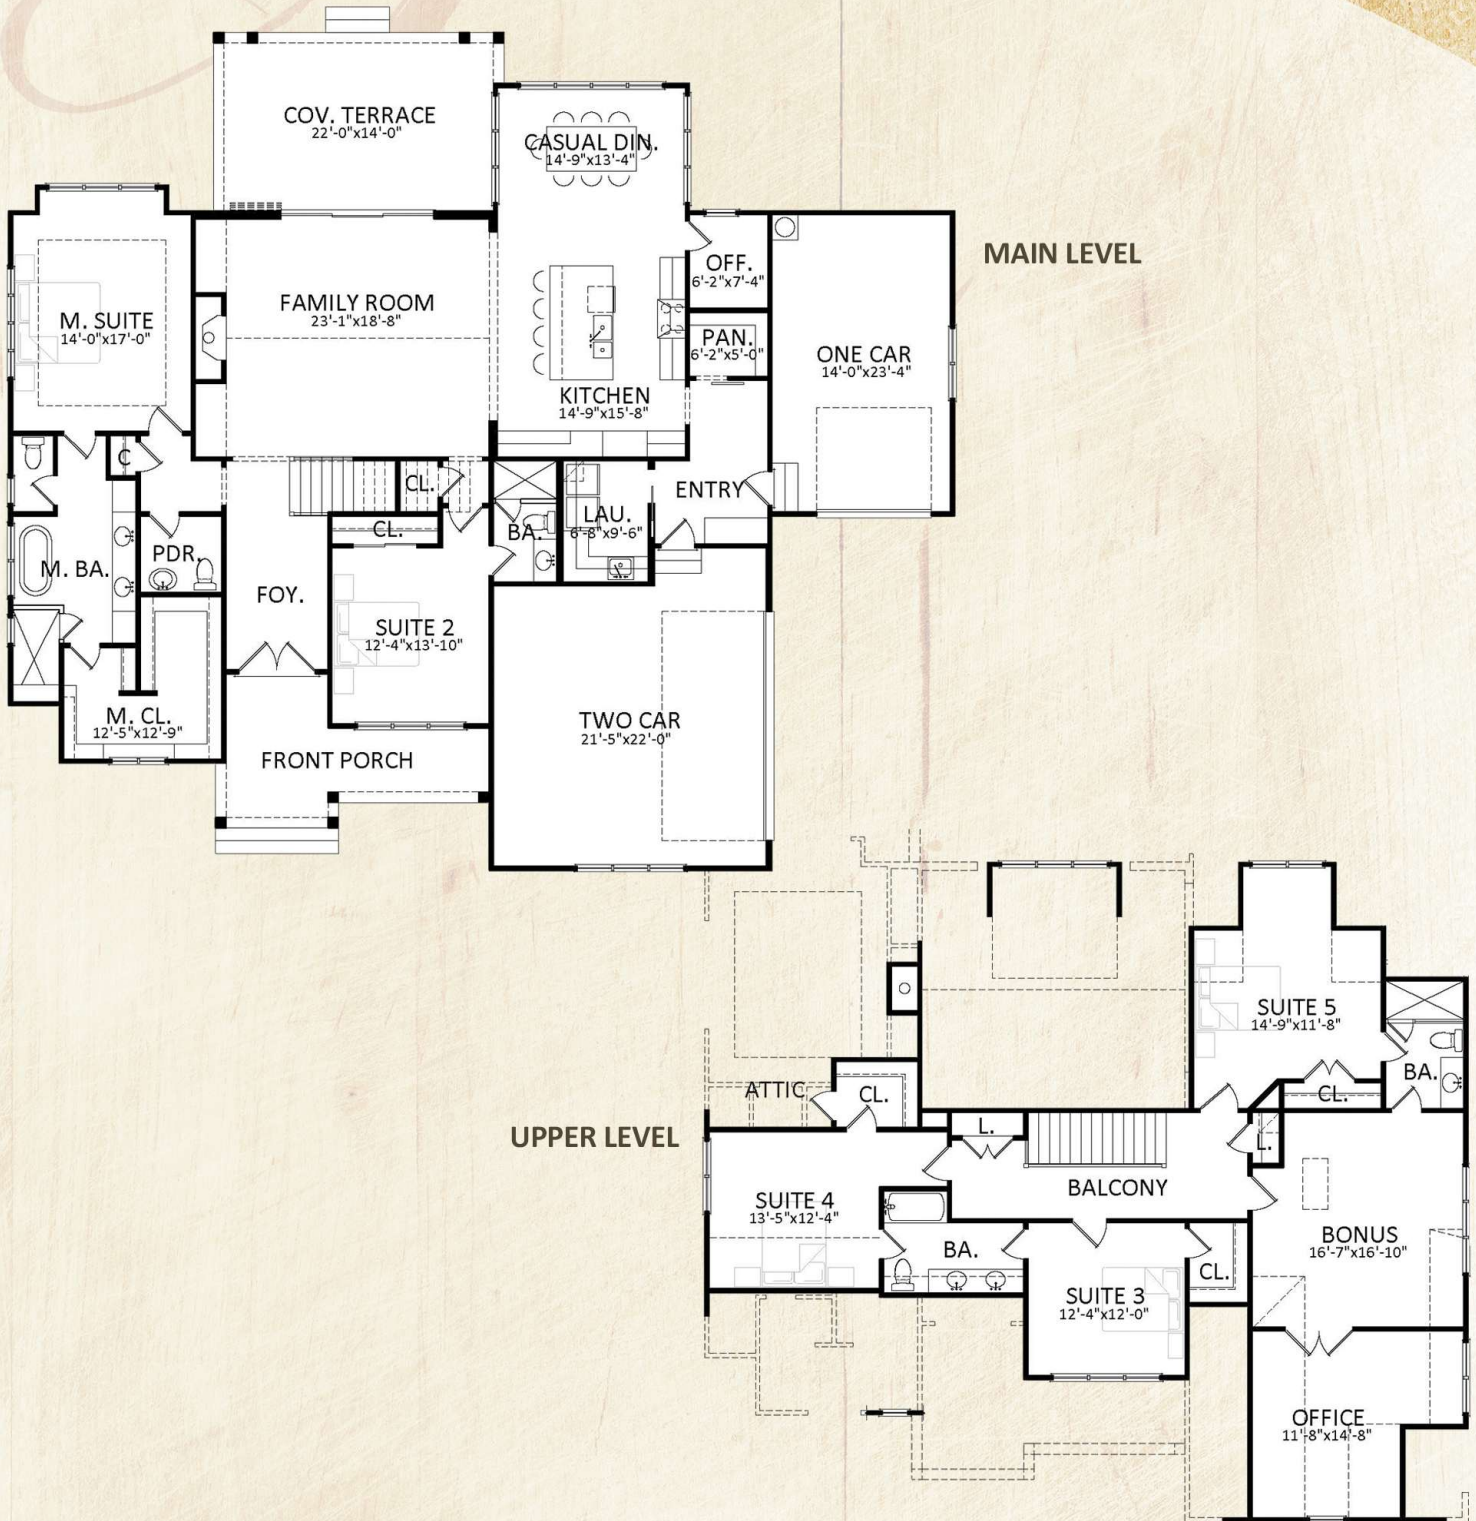 COV. TERRACE
22'-0"x14'-0"
CASUAL DIN.
14'-9"x13'-4"
MAIN LEVEL
OFF.
6'-2"x7'-4"
FAMILY ROOM
23'-1"x18'-8"
M. SUITE
14'-0"x17'-0"
PAN.
6'-2"x5'-0"
ONE CAR
14'-0"x23'-4"
KITCHEN
14'-9"x15'-8"
C
CL.
ENTRY
LAU.
6'-8"x9'-6"
CL.
BA.
PDR.
M. BA.
FOY.
SUITE 2
12'-4"x13'-10"
M. CL.
12'-5"x12'-9"
TWO CAR
21'-5"x22'-0"
FRONT PORCH
SUITE 5
14'-9"x11'-8"
BA.
ATTIC
CL.
CL.
UPPER LEVEL
L.
L.
BALCONY
SUITE 4
13'-5"x12'-4"
BA.
BONUS
16'-7"x16'-10"
CL.
SUITE 3
12'-4"x12'-0"
OFFICE
11'-8"x14'-8"